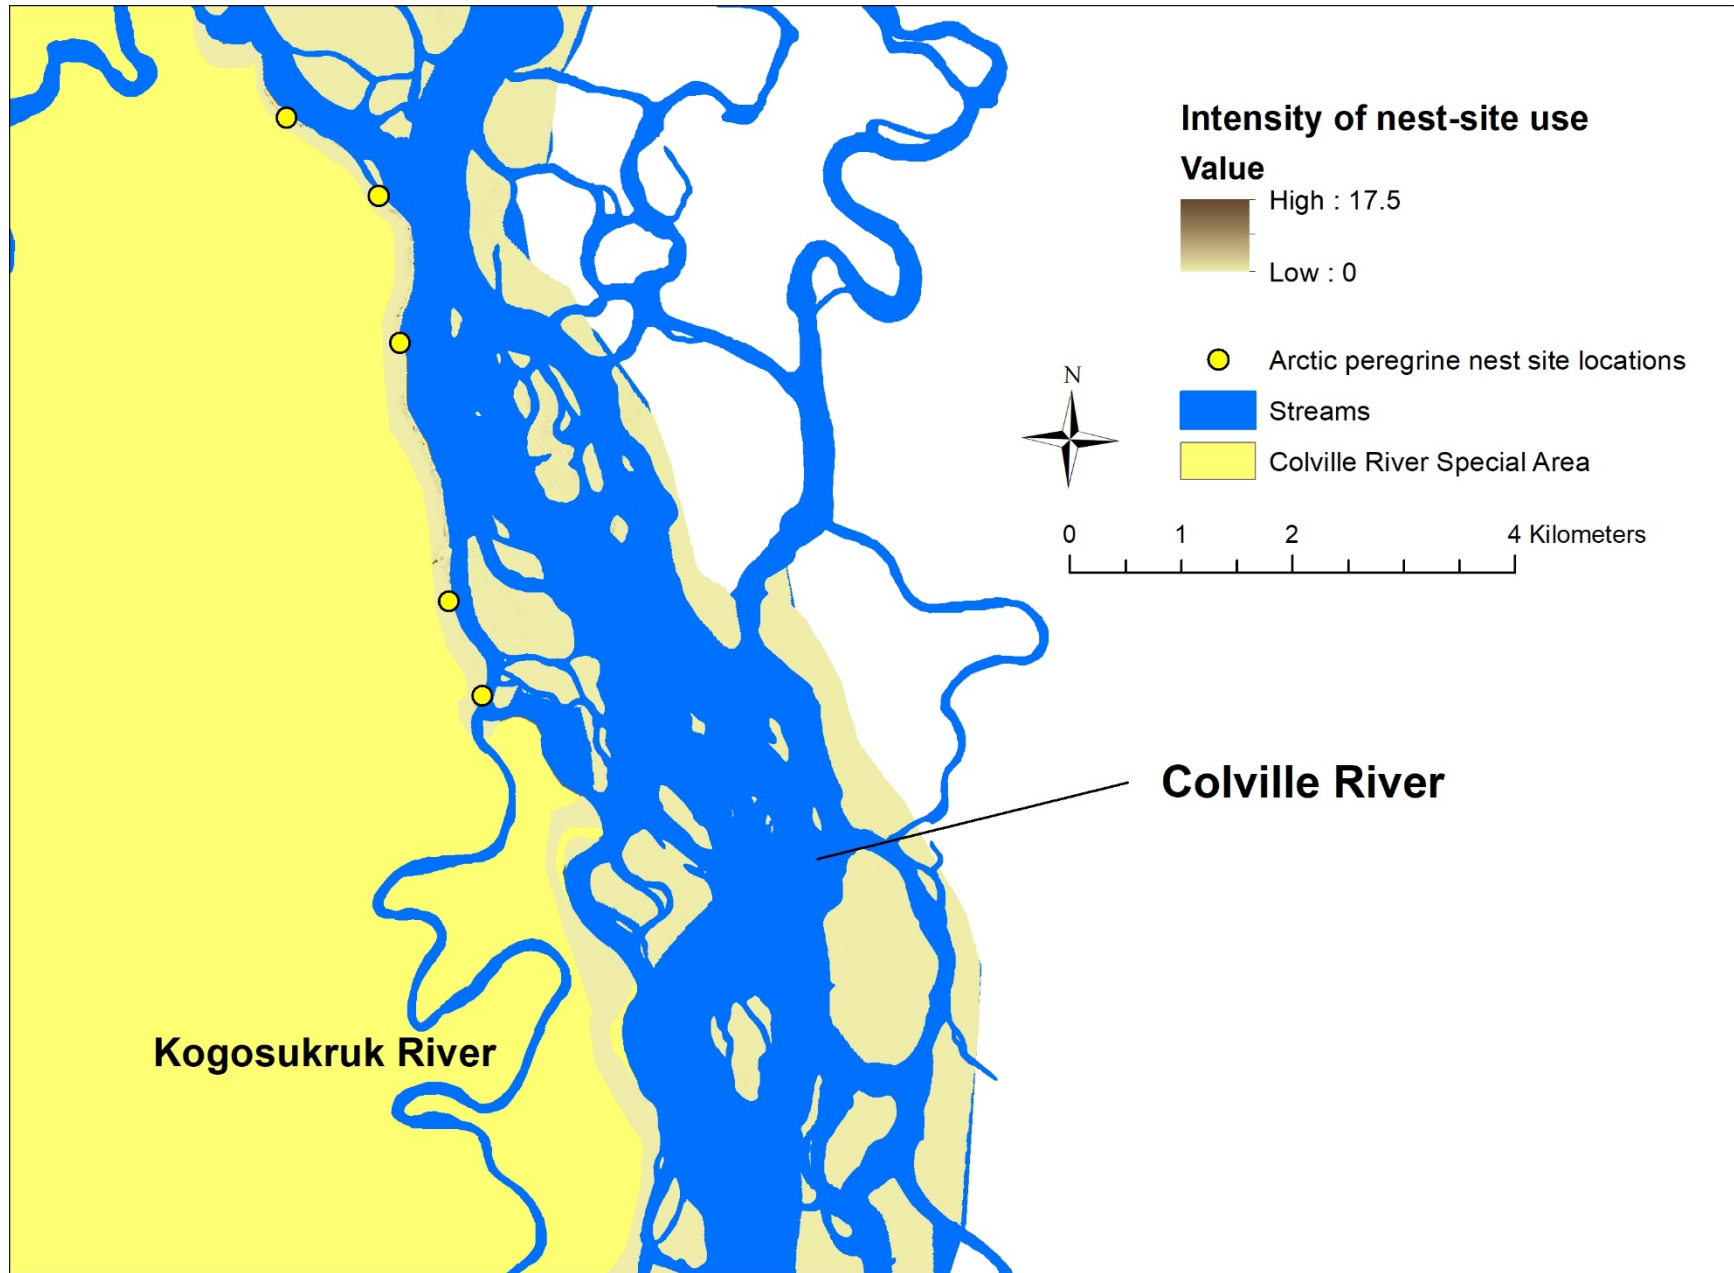 Intensity of nest-site use
Value
High : 17.5
Low : 0
N
Arctic peregrine nest site locations
Streams
Colville River Special Area
0 1 2 4 Kilometers
Colville River
Kogosukruk River